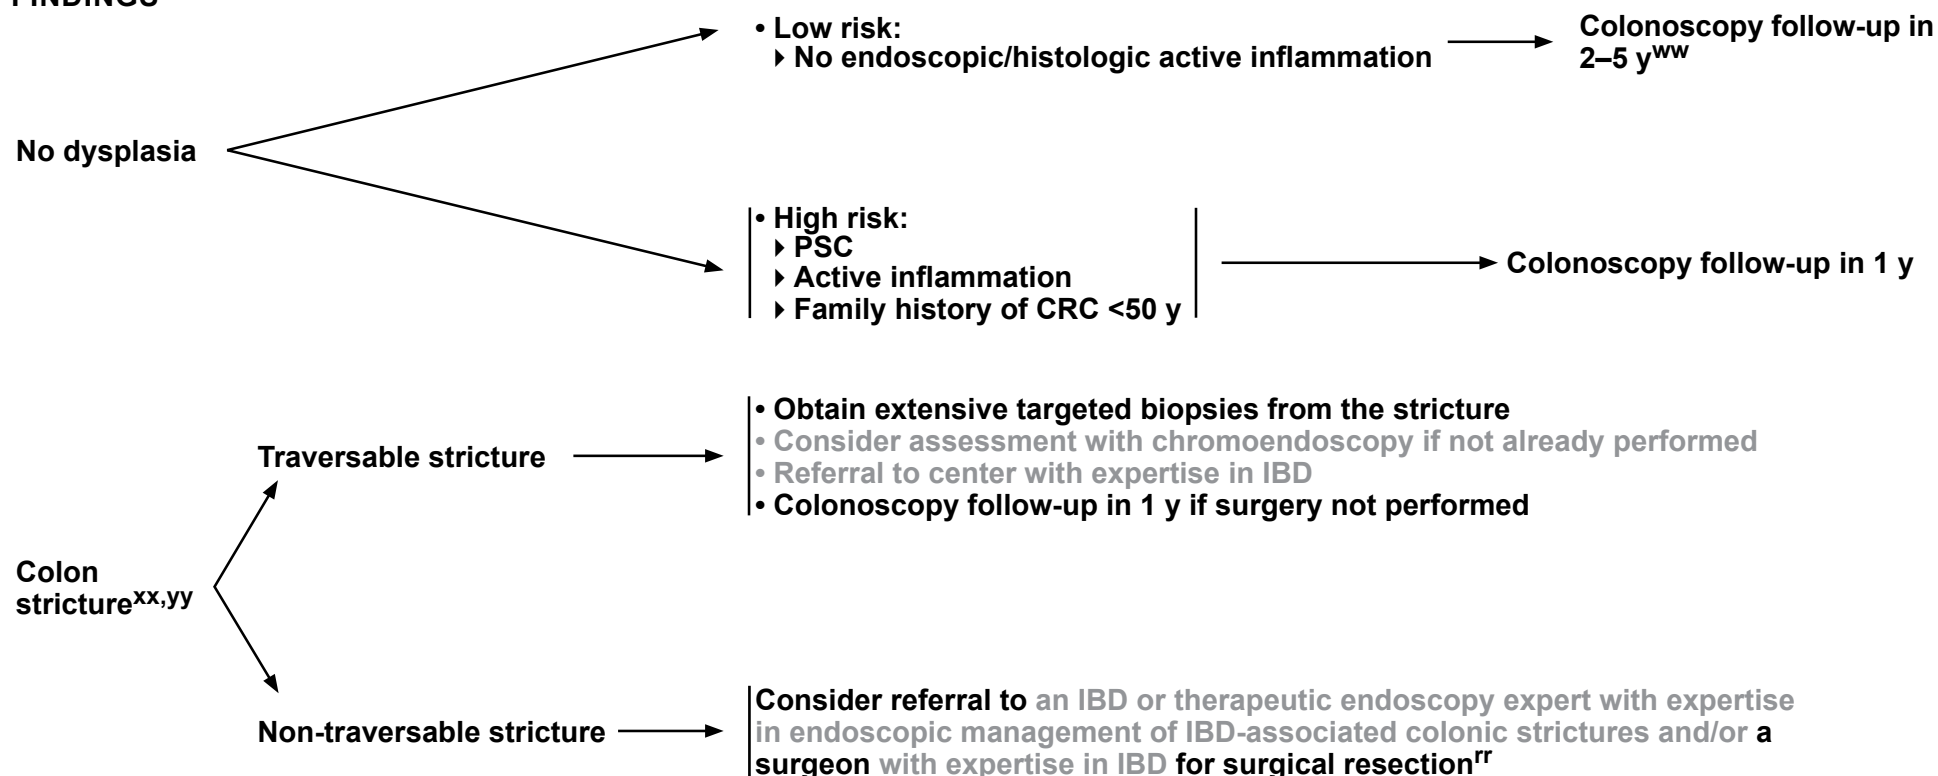 FINDINGS
• Low risk:
▸ No endoscopic/histologic active inflammation
Colonoscopy follow-up in
2–5 yww
No dysplasia
• High risk:
▸ PSC
▸ Active inflammation
▸ Family history of CRC <50 y
Colonoscopy follow-up in 1 y
Traversable stricture
• Obtain extensive targeted biopsies from the stricture
• Consider assessment with chromoendoscopy if not already performed
• Referral to center with expertise in IBD
• Colonoscopy follow-up in 1 y if surgery not performed
Colon
stricturexx,yy
Non-traversable stricture
Consider referral to an IBD or therapeutic endoscopy expert with expertise
in endoscopic management of IBD-associated colonic strictures and/or a
surgeon with expertise in IBD for surgical resectionrr